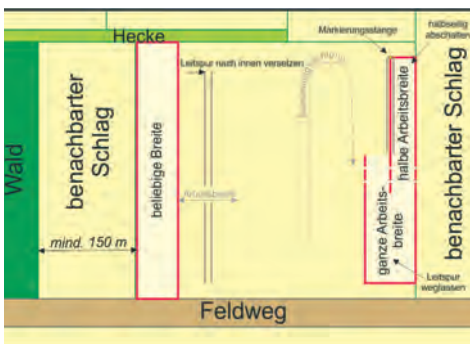 Hecke
Markierungsstange
halbseitig
abschalten
Leitspur nach innen versetzen
Wald
benachbarter
Schlag
mind. 150 m
beliebige Breite
Arbeitsbreite
halbe Arbeitsbreite
ganze Arbeits-
breite
Leitspur
weglassen
benachbarter Schlag
Feldweg